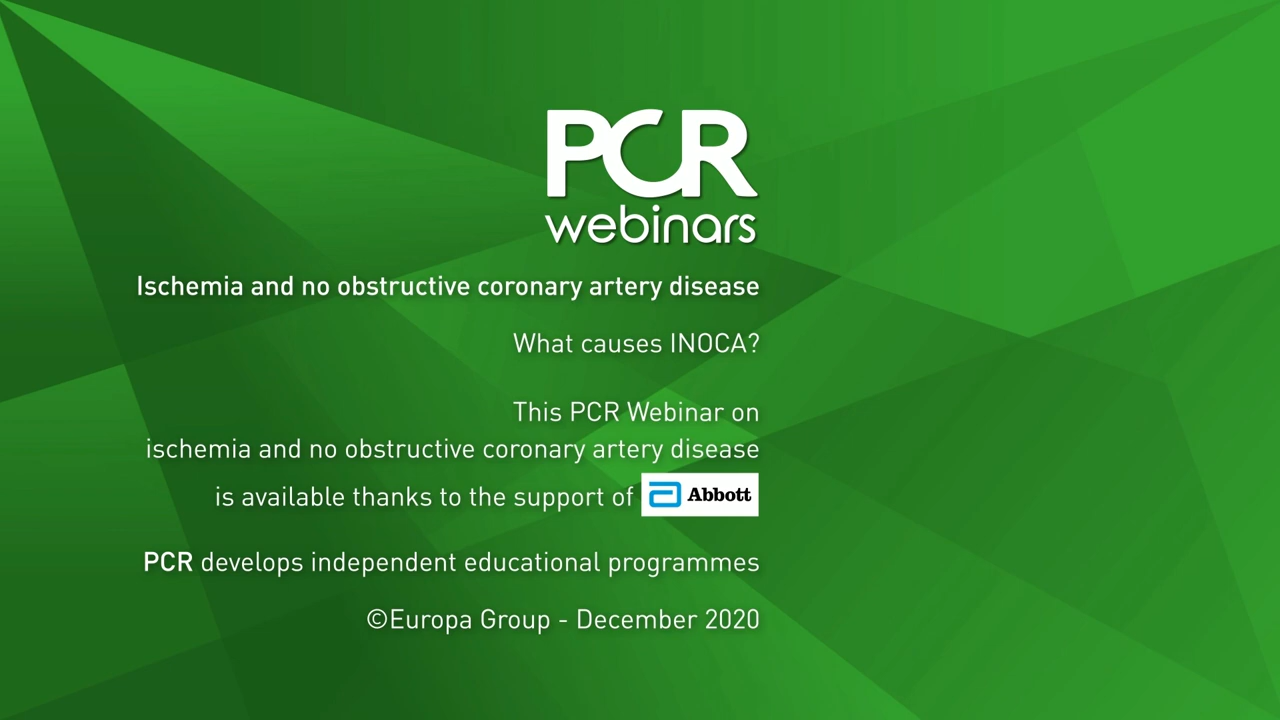 PCR
webinars
Ischemia and no obstructive coronary artery disease
What causes INOCA?
This PCR Webinar on
ischemia and no obstructive coronary artery disease
is available thanks to the support of Abbott
PCR develops independent educational programmes
©Europa Group - December 2020